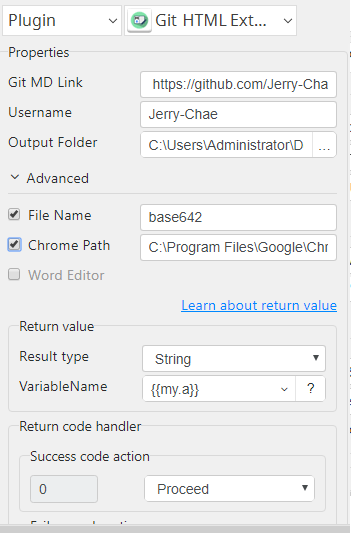 Plugin Git HTML Ext...
Properties
Git MD Link https://github.com/Jerry-Cha
Username Jerry-Chae
Output Folder C:\Users\Administrator\D ...
Advanced
File Name base642
Chrome Path C:\Program Files\Google\Chr
Word Editor
Learn about return value
Return value
Result type String
VariableName {{my.a}} ?
Return code handler
Success code action
0 Proceed